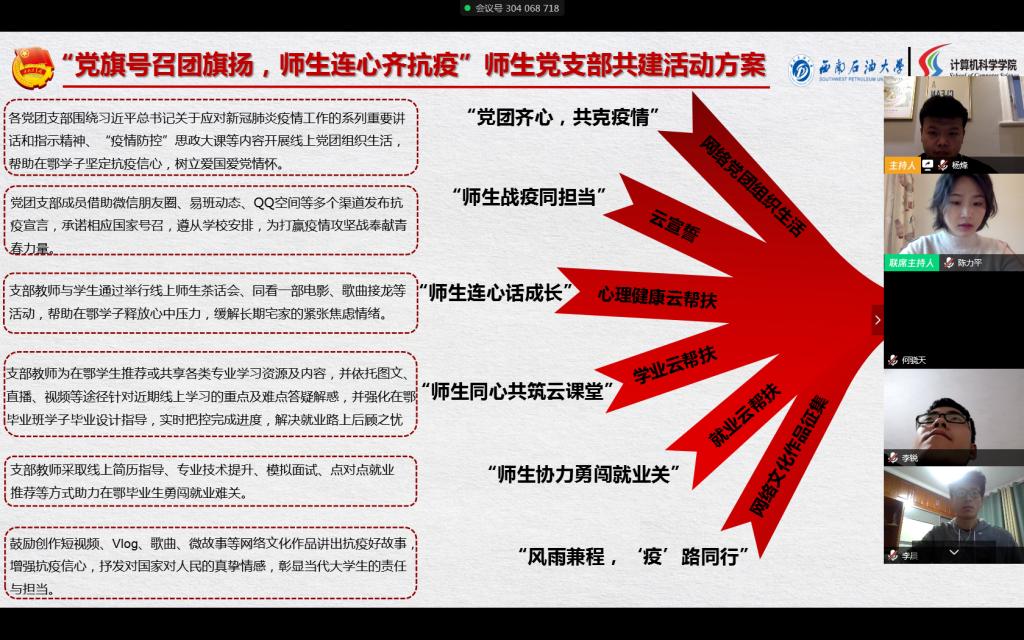 会议号 304 068 718
“党旗号召团旗扬，师生连心齐抗疫”师生党支部共建活动方案
西南石油大学
SOUTHWEST PETROLEUM UN
计算机科学学院
School of Computer Science
各党团支部围绕习近平总书记关于应对新冠肺炎疫情工作的系列重要讲
话和指示精神、“疫情防控”思政大课等内容开展线上党团组织生活，
帮助在鄂学子坚定抗疫信心，树立爱国爱党情怀。
“党团齐心，共克疫情”
网络党团组织生活
党团支部成员借助微信朋友圈、易班动态、QQ空间等多个渠道发布抗
疫宣言，承诺相应国家号召，遵从学校安排，为打赢疫情攻坚战奉献青
春力量。
“师生战疫同担当”
云宣誓
支部教师与学生通过举行线上师生茶话会、同看一部电影、歌曲接龙等
活动，帮助在鄂学子释放心中压力，缓解长期宅家的紧张焦虑情绪。
“师生连心话成长”
心理健康云帮扶
支部教师为在鄂学生推荐或共享各类专业学习资源及内容，并依托图文、
直播、视频等途径针对近期线上学习的重点及难点答疑解惑，并强化在鄂
毕业班学子毕业设计指导，实时把控完成进度，解决就业路上后顾之忧
“师生同心共筑云课堂”
学业云帮扶
支部教师采取线上简历指导、专业技术提升、模拟面试、点对点就业
推荐等方式助力在鄂毕业生勇闯就业难关。
“师生协力勇闯就业关”
就业云帮扶
鼓励创作短视频、Vlog、歌曲、微故事等网络文化作品讲出抗疫好故事，
增强抗疫信心，抒发对国家对人民的真挚情感，彰显当代大学生的责任
与担当。
“风雨兼程，‘疫’路同行”
网络文化作品征集
主持人 杨烽
联席主持人 陈力平
何骁天
李锐
李晨